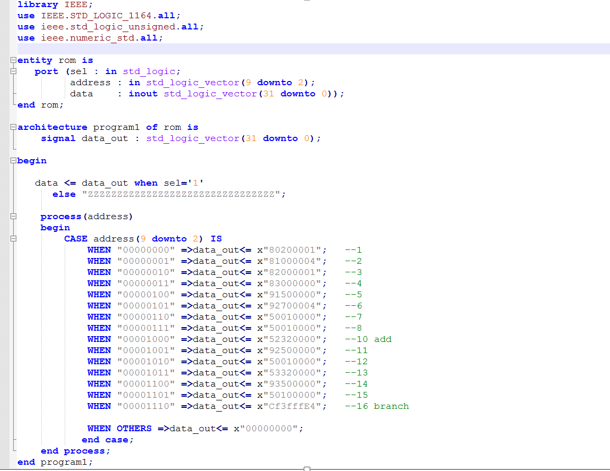 library IEEE;
use IEEE.STD_LOGIC_1164.all;
use ieee.std_logic_unsigned.all;
use ieee.numeric_std.all;
entity rom is
port (sel : in std_logic;
address : in std_logic_vector(9 downto 2);
data : inout std_logic_vector(31 downto 0));
end rom;
architecture program1 of rom is
signal data_out : std_logic_vector(31 downto 0);
begin
data <= data_out when sel='1'
else "ZZZZZZZZZZZZZZZZZZZZZZZZZZZZZZZZ";
process(address)
begin
CASE address(9 downto 2) IS
WHEN "00000000" =>data_out<= x"80200001"; --1
WHEN "00000001" =>data_out<= x"81000004"; --2
WHEN "00000010" =>data_out<= x"82000001"; --3
WHEN "00000011" =>data_out<= x"83000000"; --4
WHEN "00000100" =>data_out<= x"91500000"; --5
WHEN "00000101" =>data_out<= x"92700004"; --6
WHEN "00000110" =>data_out<= x"50010000"; --7
WHEN "00000111" =>data_out<= x"50010000"; --8
WHEN "00001000" =>data_out<= x"52320000"; --10 add
WHEN "00001001" =>data_out<= x"92500000"; --11
WHEN "00001010" =>data_out<= x"50010000"; --12
WHEN "00001011" =>data_out<= x"53320000"; --13
WHEN "00001100" =>data_out<= x"93500000"; --14
WHEN "00001101" =>data_out<= x"50100000"; --15
WHEN "00001110" =>data_out<= x"Cf3fffE4"; --16 branch
WHEN OTHERS =>data_out<= x"00000000";
end case;
end process;
end program1;